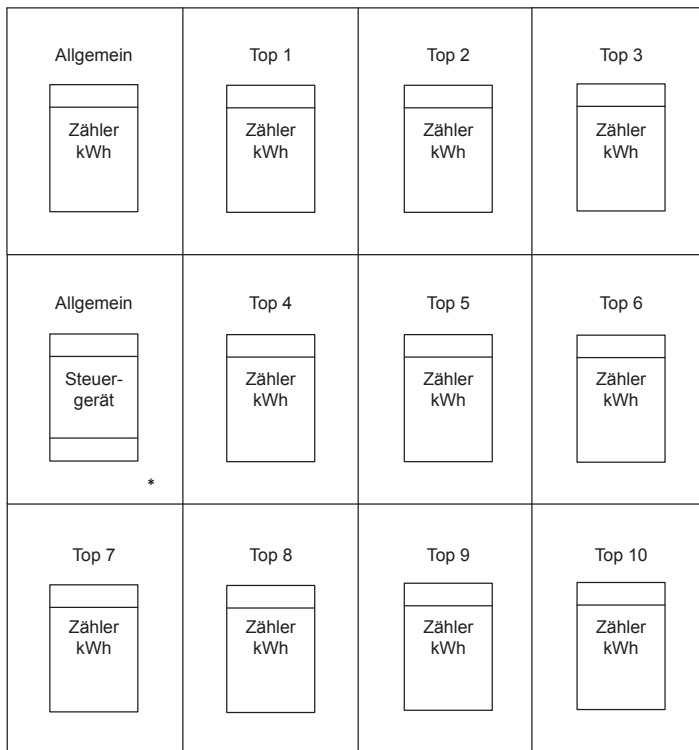 Allgemein
Top 1
Top 2
Top 3
Zähler
kWh
Zähler
kWh
Zähler
kWh
Zähler
kWh
Allgemein
Top 4
Top 5
Top 6
Steuer-
gerät
*
Zähler
kWh
Zähler
kWh
Zähler
kWh
Top 7
Top 8
Top 9
Top 10
Zähler
kWh
Zähler
kWh
Zähler
kWh
Zähler
kWh